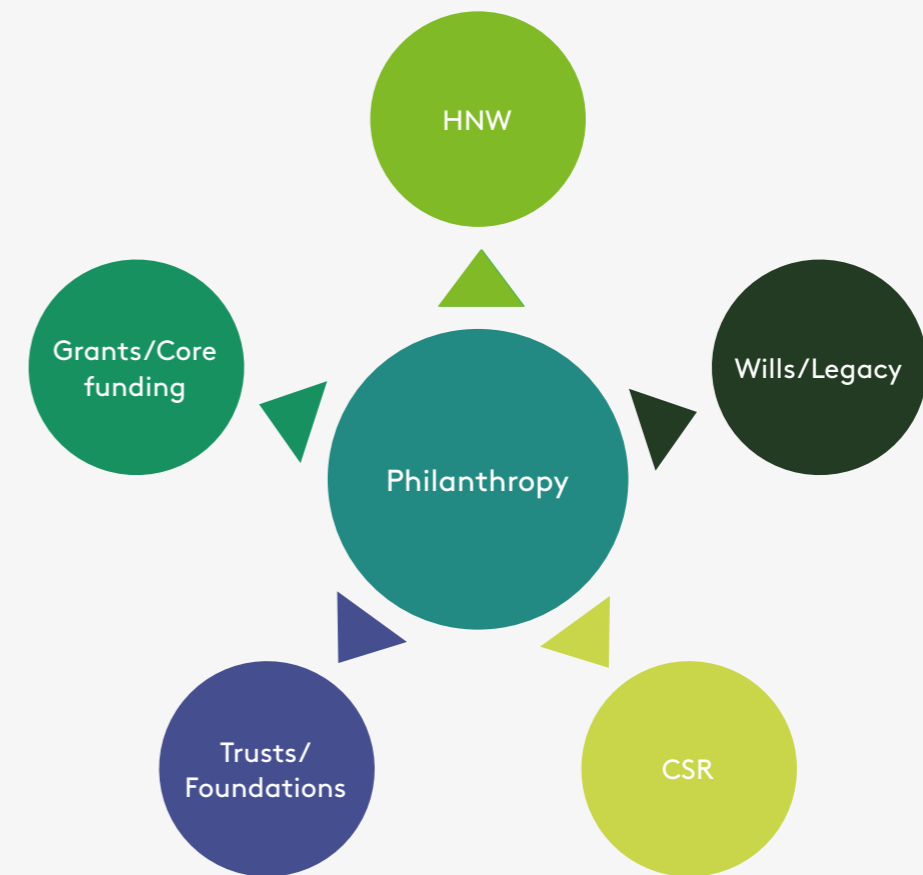 HNW
Grants/Core
funding
Wills/Legacy
Philanthropy
Trusts/
Foundations
CSR